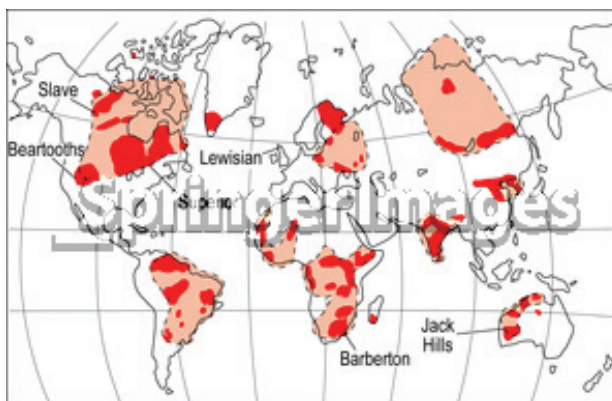 Slave
Beartooths
Lewisian
Superior
SpringerImages
Jack
Hills
Barberton